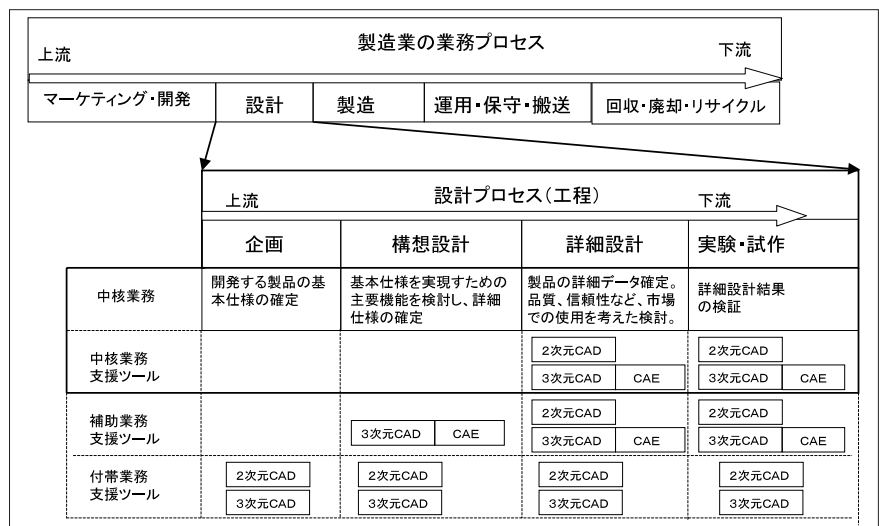 製造業の業務プロセス
上流
下流
マーケティング・開発
設計
製造
運用・保守・搬送
回収・廃却・リサイクル
設計プロセス(工程)
上流
下流
企画
構想設計
詳細設計
実験・試作
中核業務
開発する製品の基
本仕様の確定
基本仕様を実現すための
主要機能を検討し、詳細
仕様の確定
製品の詳細データ確定。
品質、信頼性など、市場
での使用を考えた検討。
詳細設計結果
の検証
中核業務
支援ツール
2次元CAD
3次元CAD
CAE
2次元CAD
3次元CAD
CAE
補助業務
支援ツール
3次元CAD
CAE
2次元CAD
3次元CAD
CAE
2次元CAD
3次元CAD
CAE
付帯業務
支援ツール
2次元CAD
3次元CAD
2次元CAD
3次元CAD
2次元CAD
3次元CAD
2次元CAD
3次元CAD